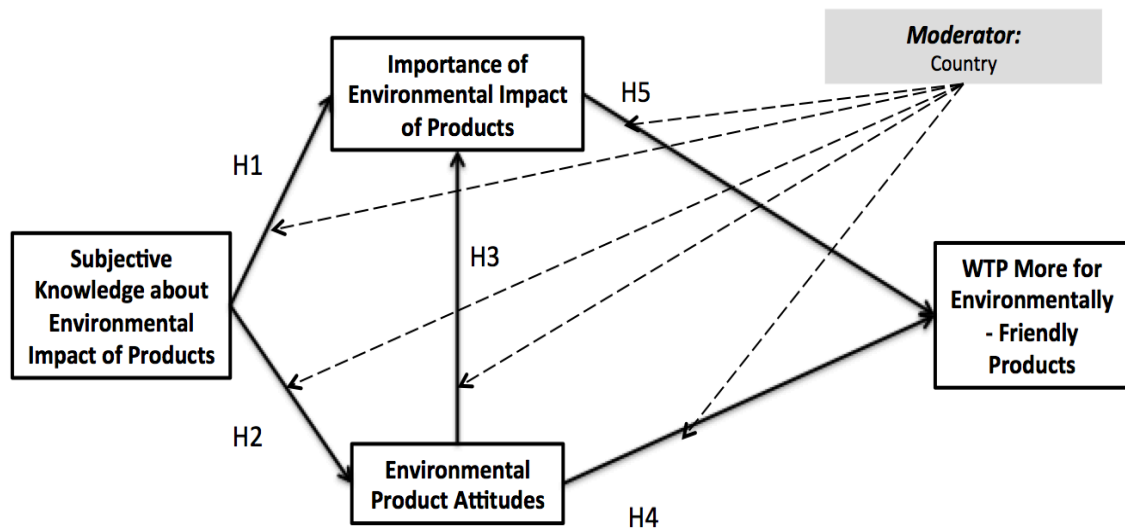 Moderator:
Country
Importance of
Environmental Impact
of Products
H5
H1
Subjective
Knowledge about
Environmental
Impact of Products
H3
WTP More for
Environmentally
- Friendly
Products
H2
Environmental
Product Attitudes
H4